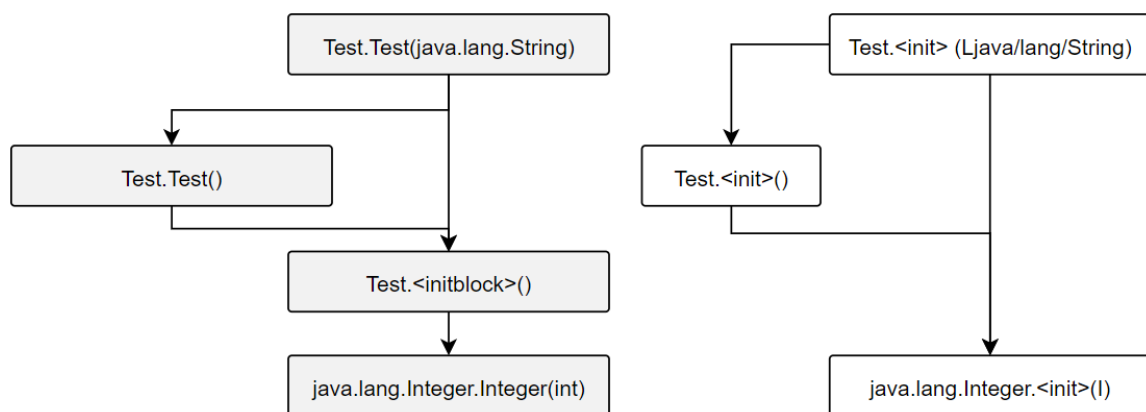 Test.Test(java.lang.String)
Test.<init> (Ljava/lang/String)
Test.Test()
Test.<init>()
Test.<initblock>()
java.lang.Integer.Integer(int)
java.lang.Integer.<init>(I)